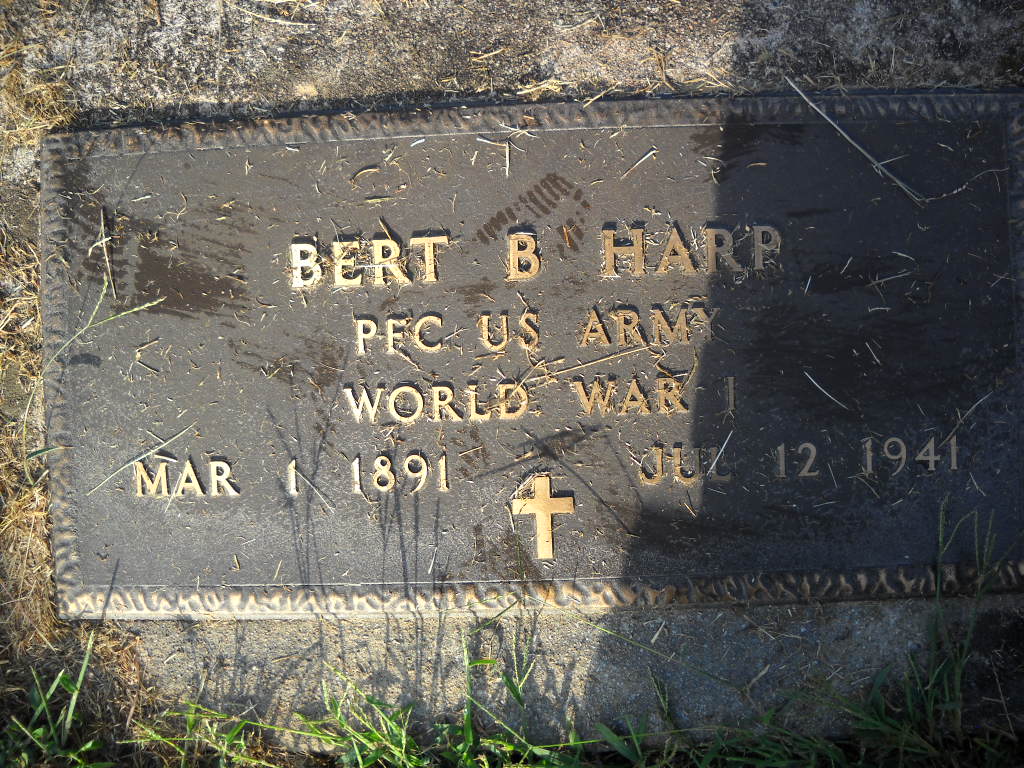 BERT B HARP
PFC US ARMY
WORLD WAR I
MAR 1 1891 JUL 12 1941